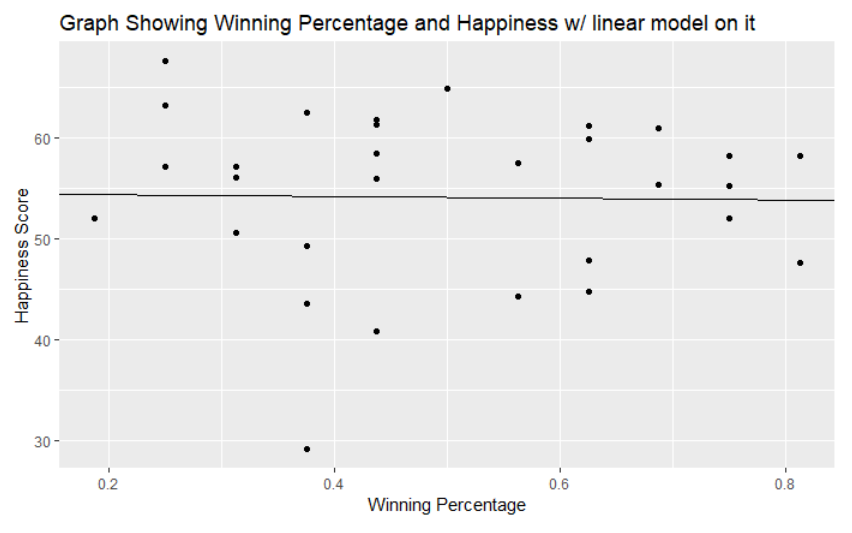 Graph Showing Winning Percentage and Happiness w/ linear model on it
Happiness Score
60
50
40
30
0.2 0.4 0.6 0.8
Winning Percentage